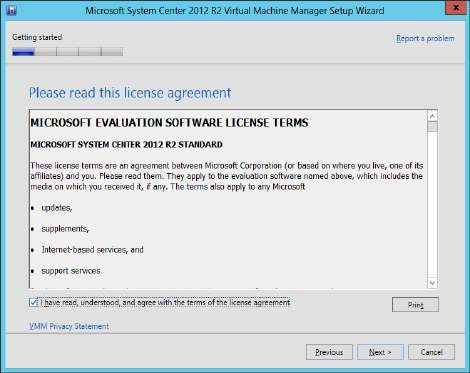 Microsoft System Center 2012 R2 Virtual Machine Manager Setup Wizard
x
Getting started
Report a problem
Please read this license agreement
MICROSOFT EVALUATION SOFTWARE LICENSE TERMS
MICROSOFT SYSTEM CENTER 2012 R2 STANDARD
These license terms are an agreement between Microsoft Corporation (or based on where you live, one of its
affiliates) and you. Please read them. They apply to the evaluation software named above, which includes the
media on which you received it, if any. The terms also apply to any Microsoft
• updates,
• supplements,
• Internet-based services, and
• support services
I have read, understood, and agree with the terms of the license agreement
Print
VMM Privacy Statement
Previous
Next >
Cancel